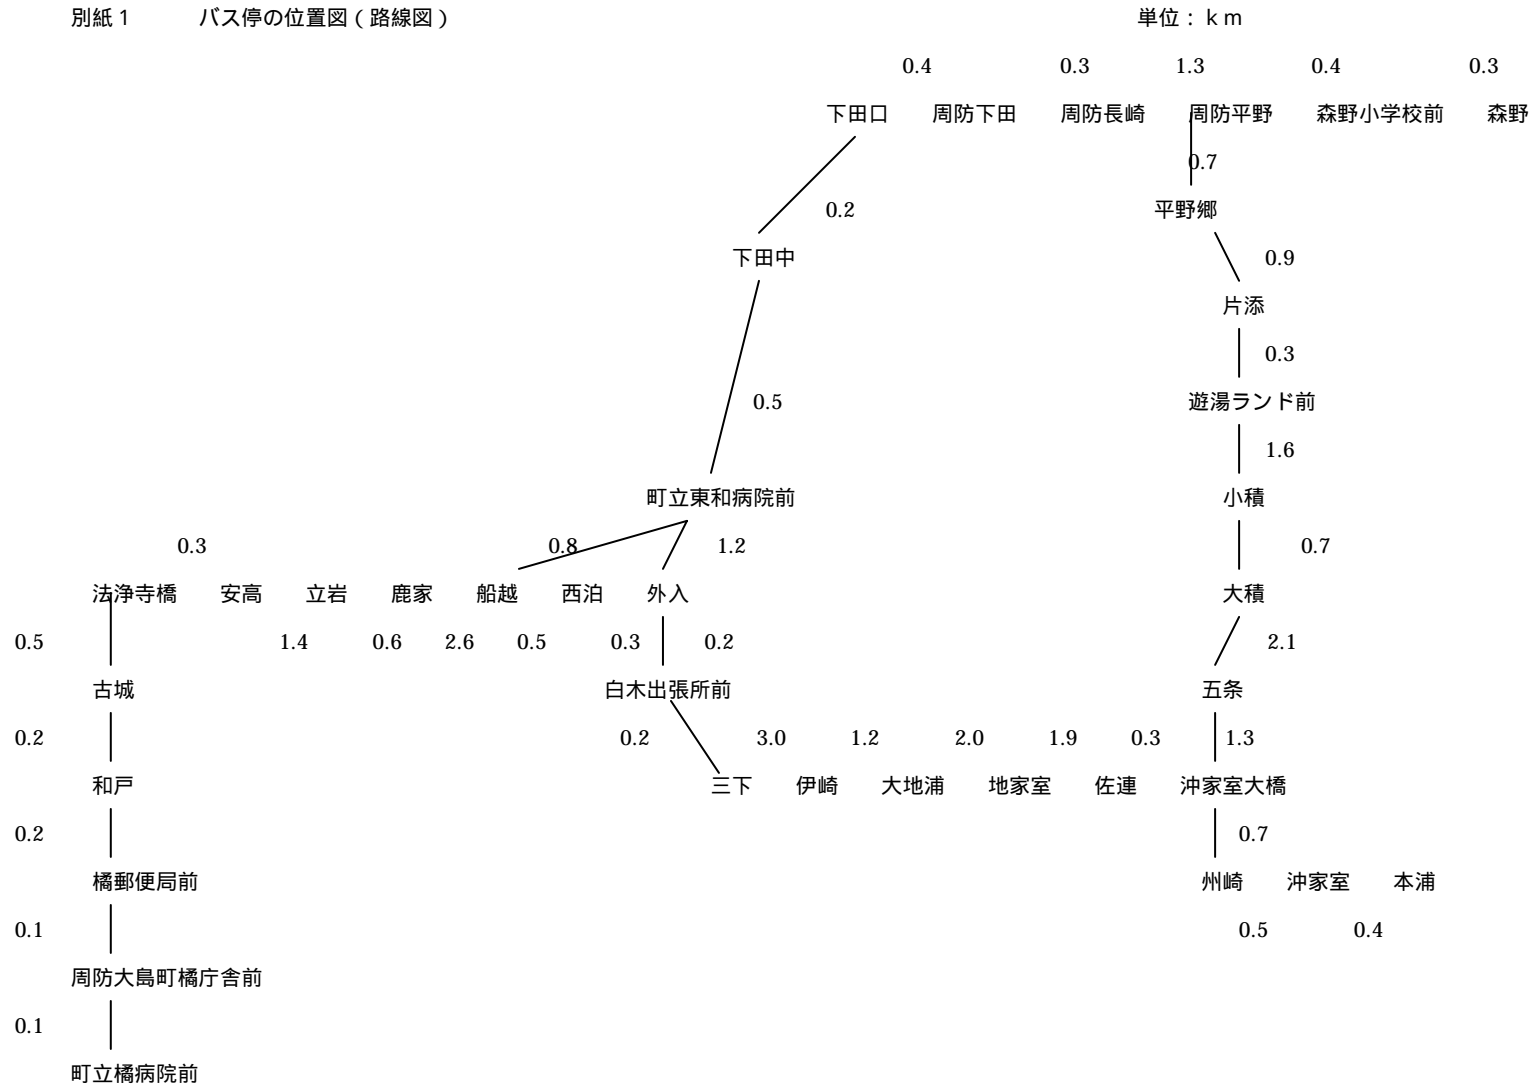 別紙１　バス停の位置図（路線図）　単位：ｋｍ
0.4 0.3 1.3 0.4 0.3
下田口 周防下田 周防長崎 周防平野 森野小学校前 森野
0.7
0.2 平野郷
下田中 0.9
片添
0.3
0.5 遊湯ランド前
1.6
町立東和病院前 小積
0.3 0.8 1.2 0.7
法浄寺橋 安高 立岩 鹿家 船越 西泊 外入 大積
0.5 1.4 0.6 2.6 0.5 0.3 0.2 2.1
古城 白木出張所前 五条
0.2 0.2 3.0 1.2 2.0 1.9 0.3 1.3
和戸 三下 伊崎 大地浦 地家室 佐連 沖家室大橋
0.2 0.7
橘郵便局前 州崎 沖家室 本浦
0.1 0.5 0.4
周防大島町橘庁舎前
0.1
町立橘病院前